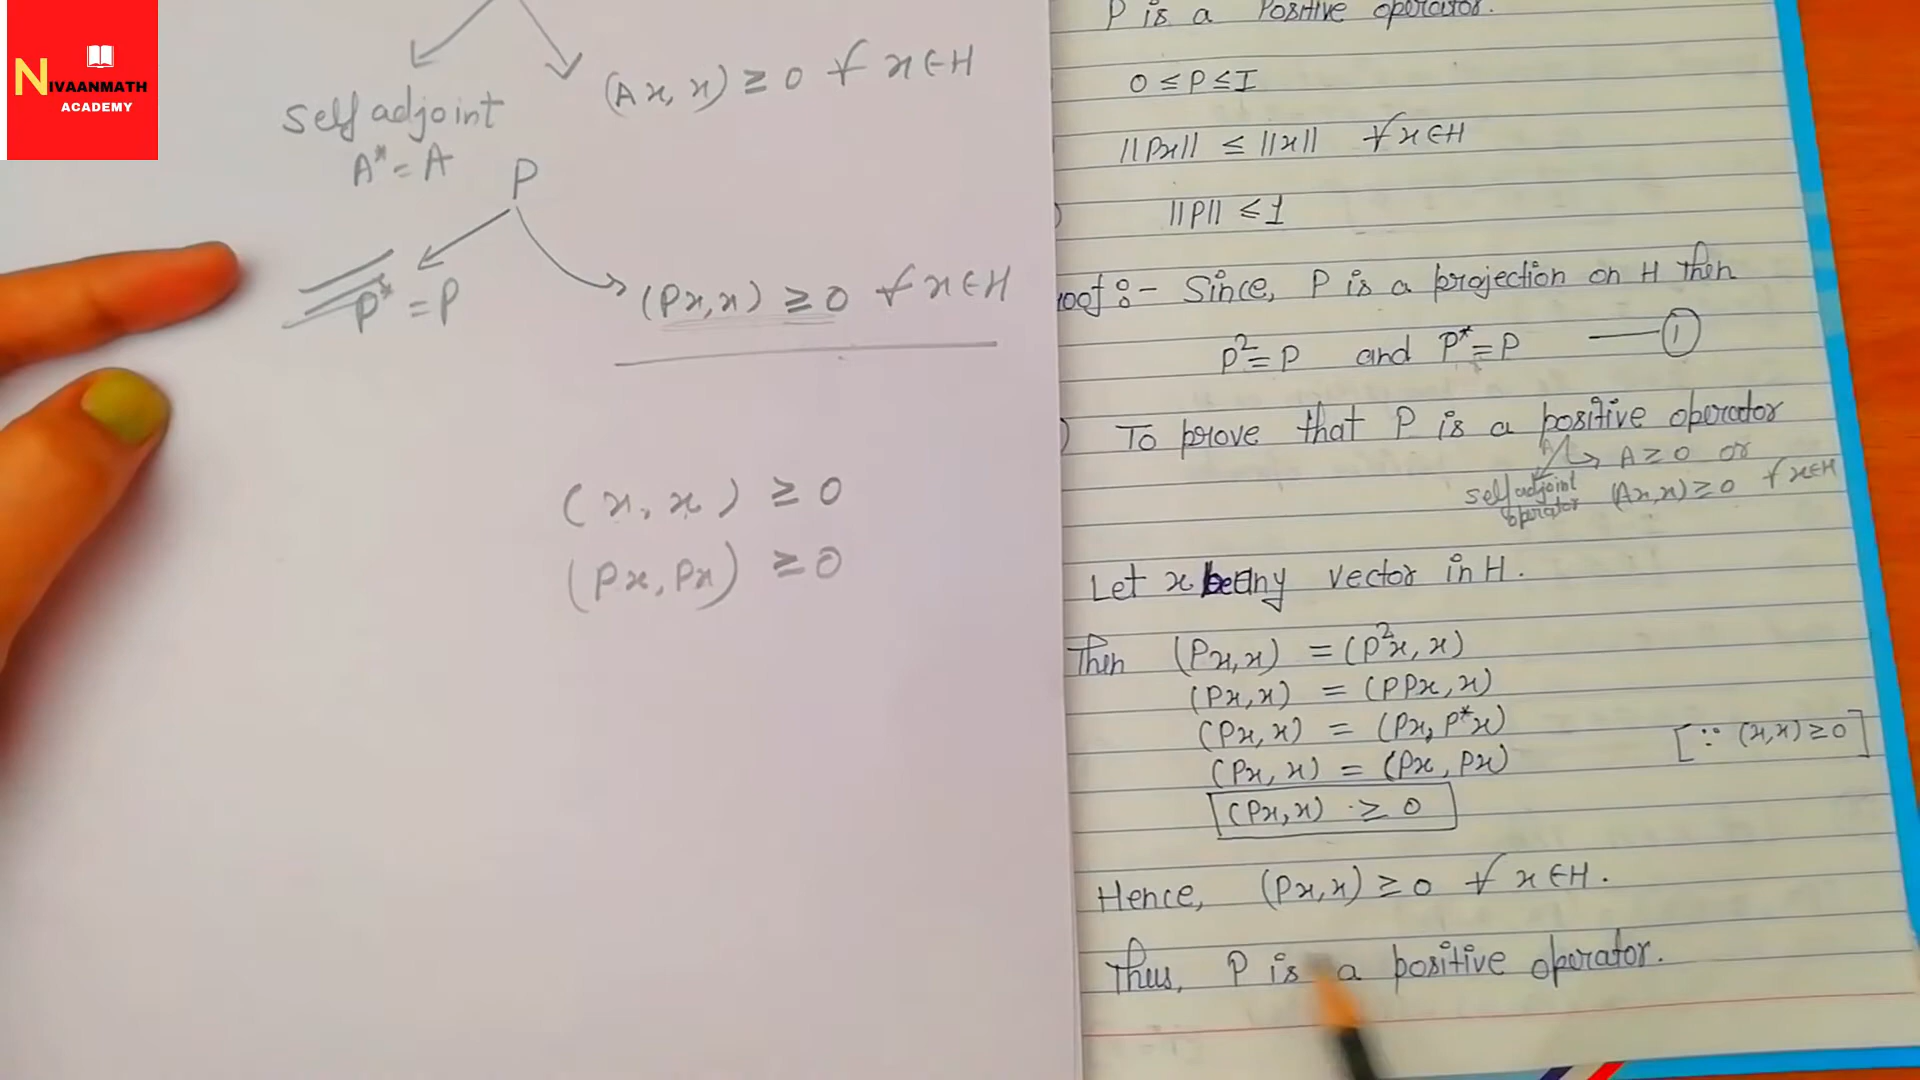 NIVAANMATH
ACADEMY
Self adjoint
A* = A
(Ax, x) ≥ 0 ∀ x ∈ H
P
P* = P
(Px, x) ≥ 0 ∀ x ∈ H
(x, x) ≥ 0
(Px, Px) ≥ 0
P is a Positive operator.
0 ≤ P ≤ I
||Px|| ≤ ||x|| ∀ x ∈ H
||P|| ≤ 1
oof :- Since, P is a projection on H then
P² = P and P* = P —— ①
) To prove that P is a positive operator
A
A ≥ 0 or
self adjoint
operator
(Ax, x) ≥ 0 ∀ x ∈ H
Let x be any vector in H.
Then (Px, x) = (P²x, x)
(Px, x) = (PPx, x)
(Px, x) = (Px, P*x)
(Px, x) = (Px, Px) [∵ (x, x) ≥ 0]
(Px, x) ≥ 0
Hence, (Px, x) ≥ 0 ∀ x ∈ H.
Thus, P is a positive operator.